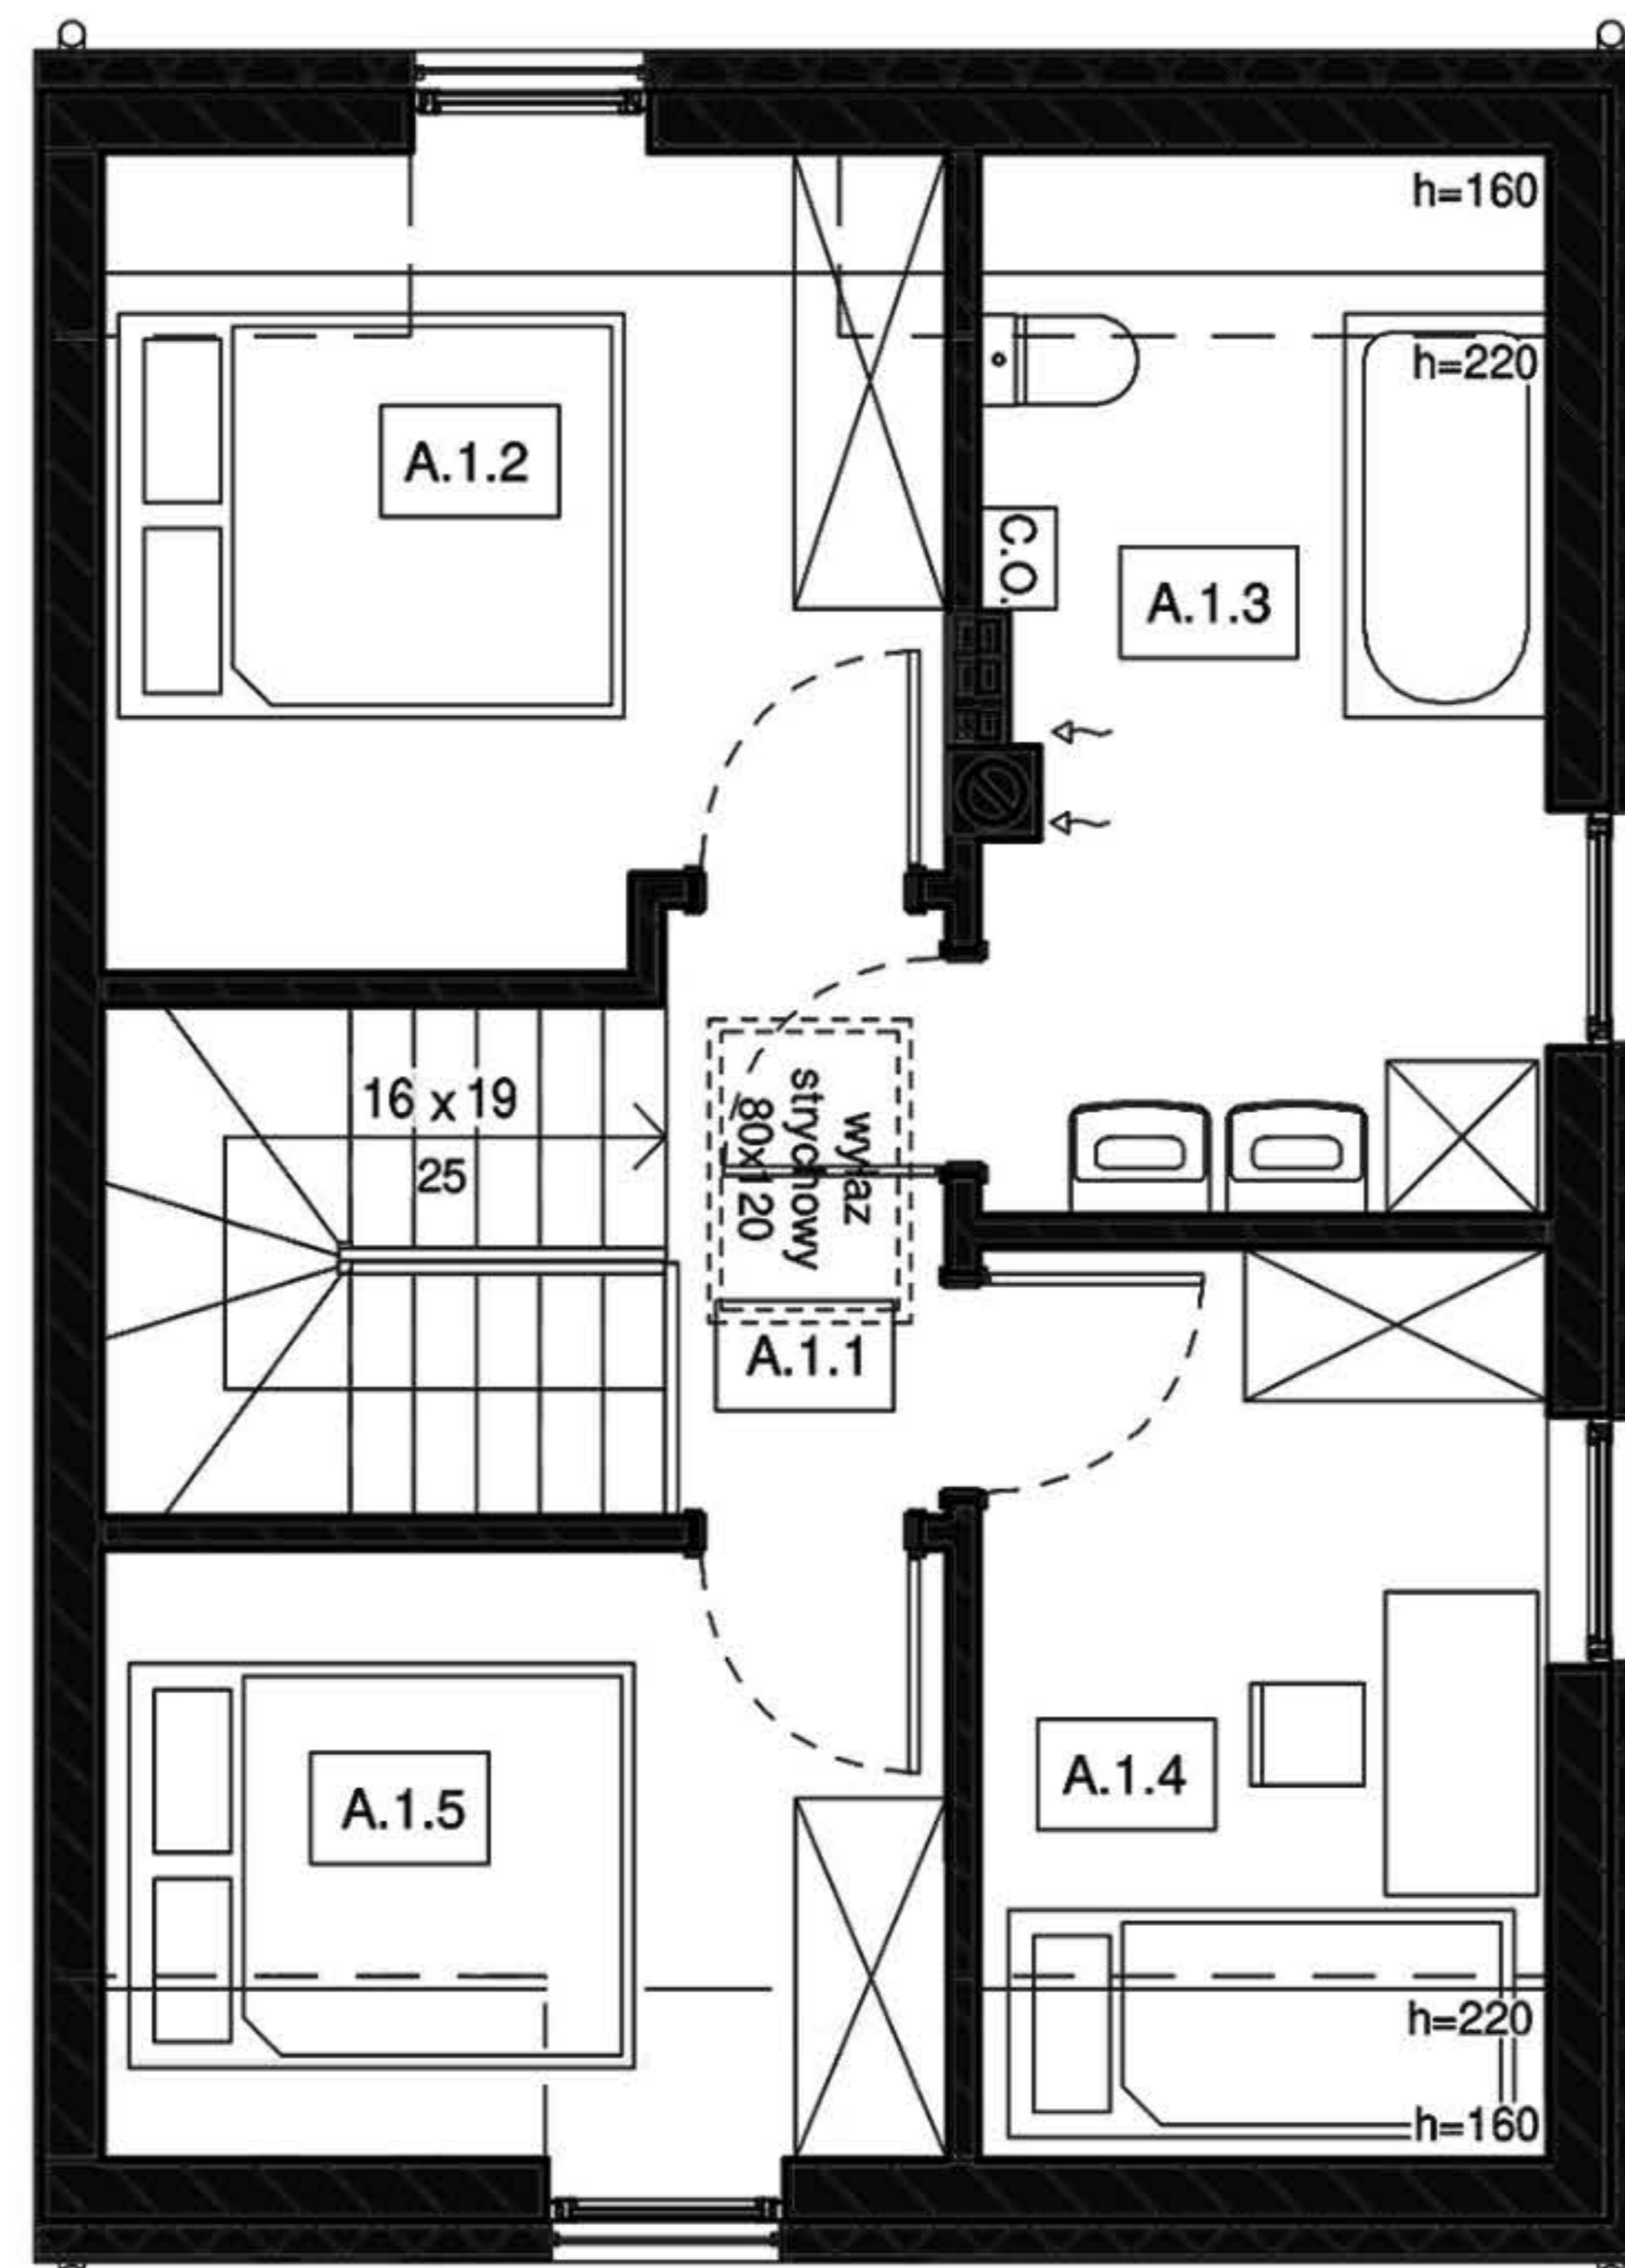 h=160
h=220
A.1.2
C.O.
A.1.3
16 x 19
25
wyłaz
strychowy
80x120
A.1.1
A.1.5
A.1.4
h=220
h=160